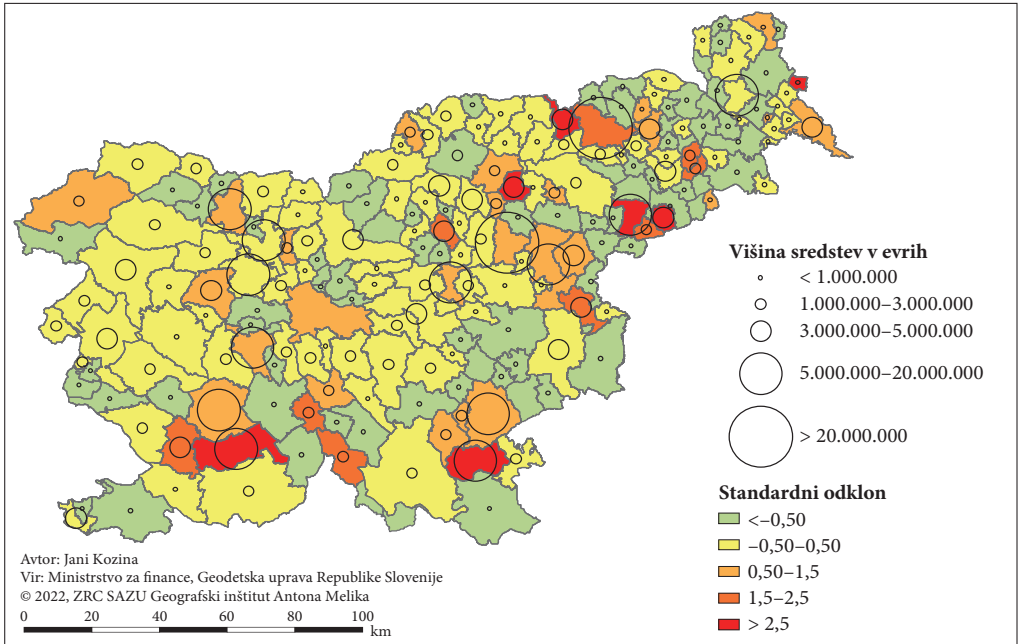 Višina sredstev v evrih
< 1.000.000
1.000.000–3.000.000
3.000.000–5.000.000
5.000.000–20.000.000
> 20.000.000
Standardni odklon
<–0,50
–0,50–0,50
0,50–1,5
1,5–2,5
> 2,5
Avtor: Jani Kozina
Vir: Ministrstvo za finance, Geodetska uprava Republike Slovenije
© 2022, ZRC SAZU Geografski inštitut Antona Melika
0 20 40 60 80 100
km